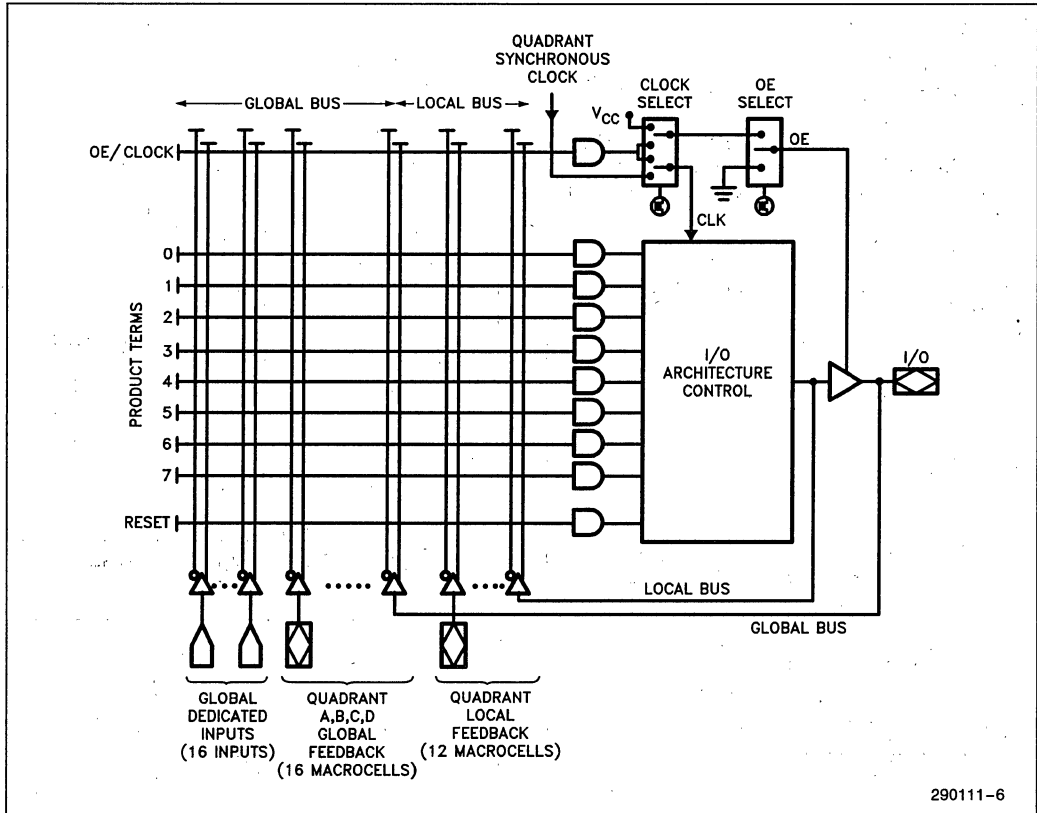 QUADRANT
SYNCHRONOUS
CLOCK
CLOCK
SELECT
OE
SELECT
GLOBAL BUS
LOCAL BUS
VCC
OE/CLOCK
OE
CLK
PRODUCT TERMS
0
1
2
3
4
5
6
7
RESET
I/O
ARCHITECTURE
CONTROL
I/O
LOCAL BUS
GLOBAL BUS
GLOBAL
DEDICATED
INPUTS
(16 INPUTS)
QUADRANT
A,B,C,D
GLOBAL
FEEDBACK
(16 MACROCELLS)
QUADRANT
LOCAL
FEEDBACK
(12 MACROCELLS)
290111-6